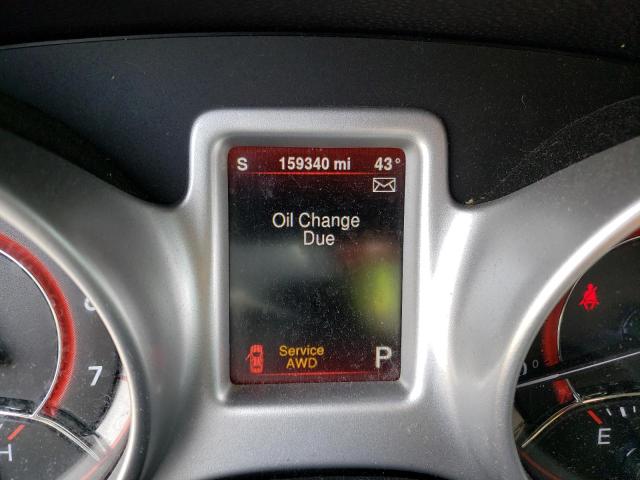 S 159340 mi 43°
Oil Change
Due
Service
AWD
P
7
H
E